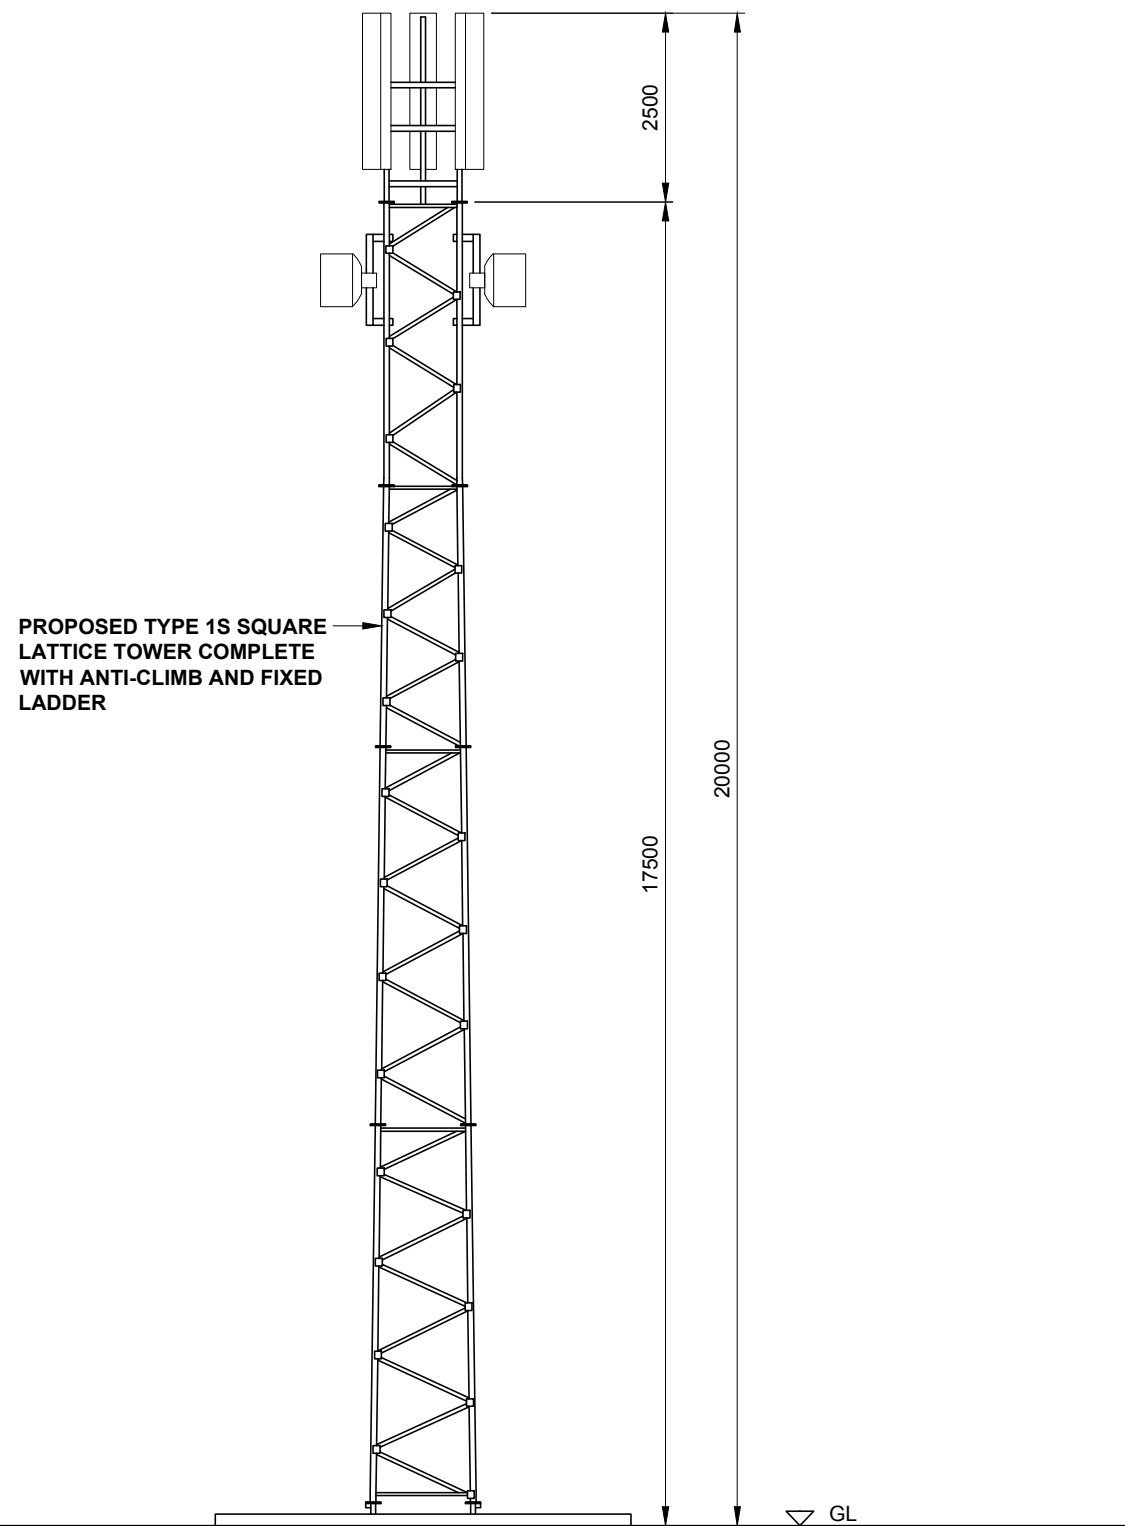 2500
PROPOSED TYPE 1S SQUARE
LATTICE TOWER COMPLETE
WITH ANTI-CLIMB AND FIXED
LADDER
20000
17500
GL